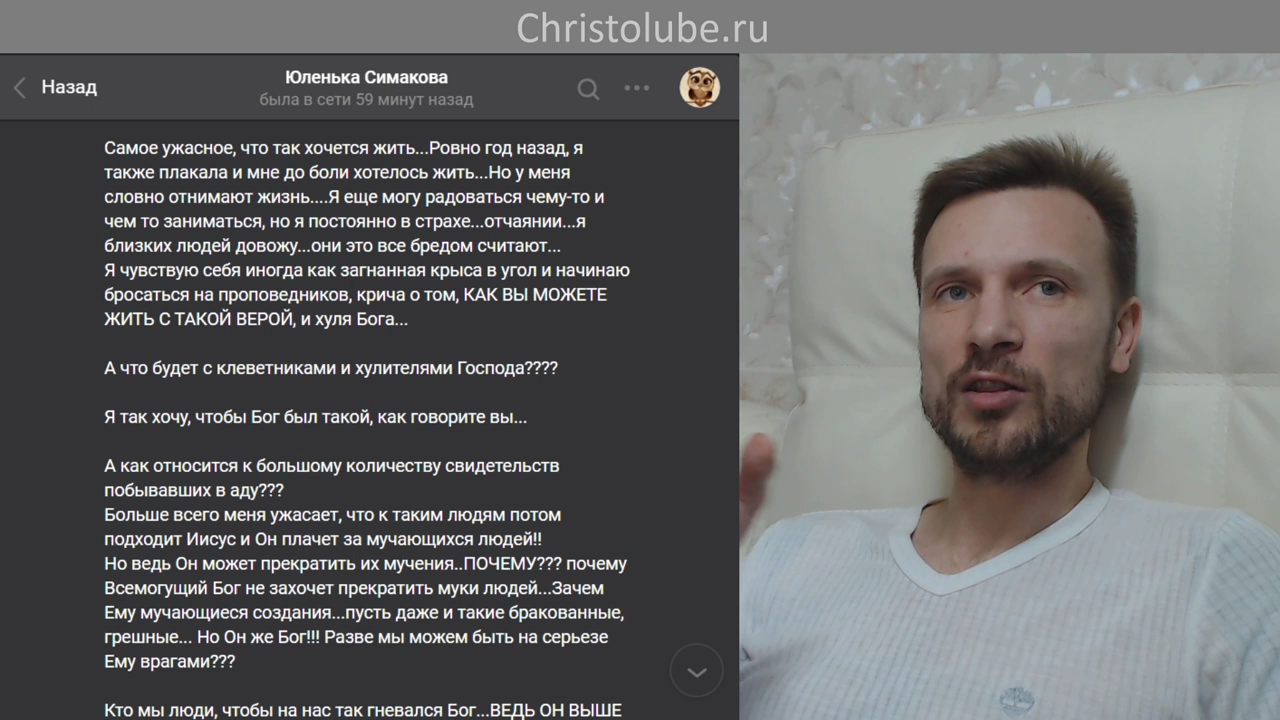 Christolube.ru
Назад
Юленька Симакова
была в сети 59 минут назад
Самое ужасное, что так хочется жить...Ровно год назад, я
также плакала и мне до боли хотелось жить...Но у меня
словно отнимают жизнь....Я еще могу радоваться чему-то и
чем то заниматься, но я постоянно в страхе...отчаянии...я
близких людей довожу...они это все бредом считают...
Я чувствую себя иногда как загнанная крыса в угол и начинаю
бросаться на проповедников, крича о том, КАК ВЫ МОЖЕТЕ
ЖИТЬ С ТАКОЙ ВЕРОЙ, и хуля Бога...
А что будет с клеветниками и хулителями Господа????
Я так хочу, чтобы Бог был такой, как говорите вы...
А как относится к большому количеству свидетельств
побывавших в аду???
Больше всего меня ужасает, что к таким людям потом
подходит Иисус и Он плачет за мучающихся людей!!
Но ведь Он может прекратить их мучения..ПОЧЕМУ??? почему
Всемогущий Бог не захочет прекратить муки людей...Зачем
Ему мучающиеся создания...пусть даже и такие бракованные,
грешные... Но Он же Бог!!! Разве мы можем быть на серьезе
Ему врагами???
Кто мы люди, чтобы на нас так гневался Бог...ВЕДЬ ОН ВЫШЕ